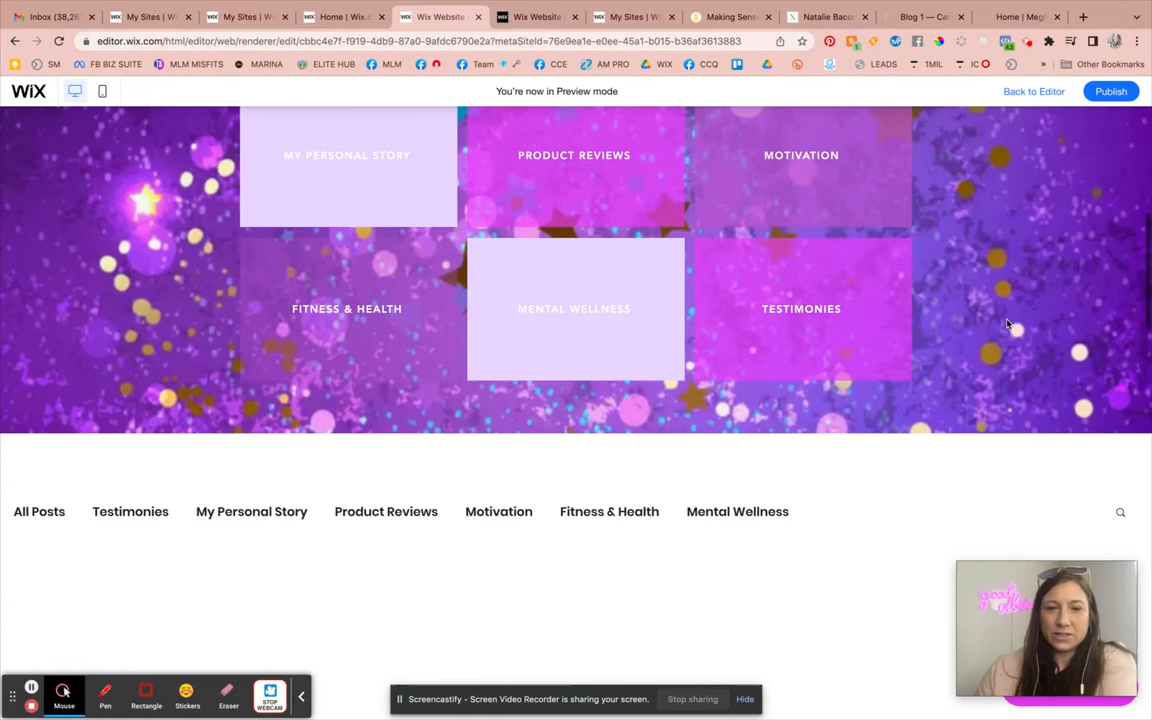 Inbox (38,26
My Sites | Wi
My Sites | Wi
Home | Wix.c
Wix Website
Wix Website
My Sites | W
Making Sens
Natalie Baco
Blog 1 — Ca
Home | Megh
editor.wix.com/html/editor/web/renderer/edit/cbbc4e7f-f919-4db9-87a0-9afdc6790e2a?metaSiteId=76e9ea1e-e0ee-45a1-b015-b36af3613883
SM
FB BIZ SUITE
MLM MISFITS
MARINA
ELITE HUB
MLM
Team
CCE
AM PRO
WIX
CCQ
LEADS
1MIL
IC
Other Bookmarks
WiX
You're now in Preview mode
Back to Editor
Publish
MY PERSONAL STORY
PRODUCT REVIEWS
MOTIVATION
FITNESS & HEALTH
MENTAL WELLNESS
TESTIMONIES
All Posts
Testimonies
My Personal Story
Product Reviews
Motivation
Fitness & Health
Mental Wellness
good
vibes
Mouse
Pen
Rectangle
Stickers
Eraser
STOP
WEBCAM
Screencastify - Screen Video Recorder is sharing your screen.
Stop sharing
Hide